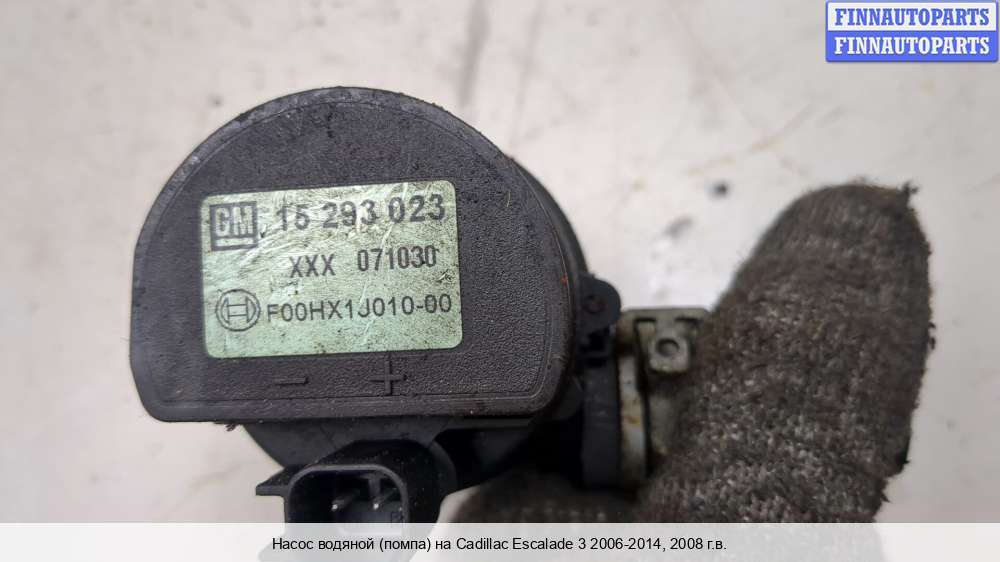 FINNAUTOPARTS
FINNAUTOPARTS
GM 15 293 023
XXX 071030
F00HX1J010-00
- +
Насос водяной (помпа) на Cadillac Escalade 3 2006-2014, 2008 г.в.